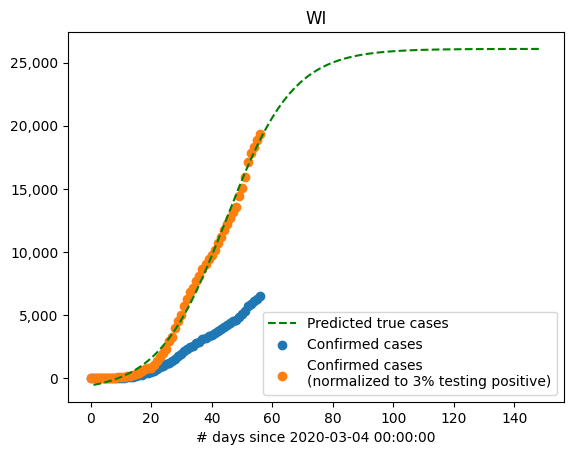 WI
25,000
20,000
15,000
10,000
5,000
0
Predicted true cases
Confirmed cases
Confirmed cases
(normalized to 3% testing positive)
0 20 40 60 80 100 120 140
# days since 2020-03-04 00:00:00